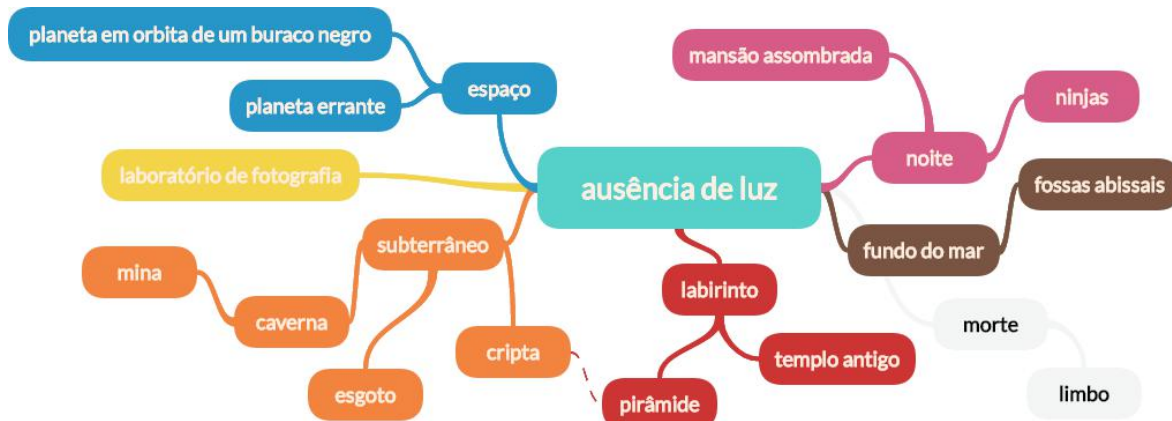 planeta em orbita de um buraco negro
mansão assombrada
espaço
ninjas
planeta errante
noite
laboratório de fotografia
ausência de luz
fossas abissais
subterrâneo
fundo do mar
mina
labirinto
caverna
morte
cripta
templo antigo
esgoto
pirâmide
limbo